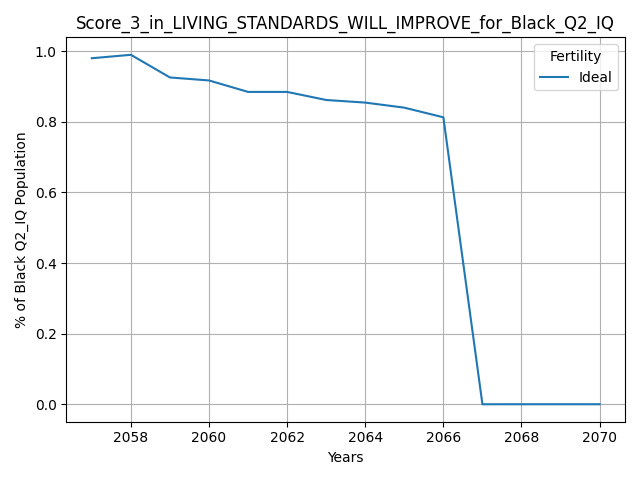 Score_3_in_LIVING_STANDARDS_WILL_IMPROVE_for_Black_Q2_IQ
1.0
0.8
0.6
0.4
0.2
0.0
% of Black Q2_IQ Population
Fertility
Ideal
2058 2060 2062 2064 2066 2068 2070
Years